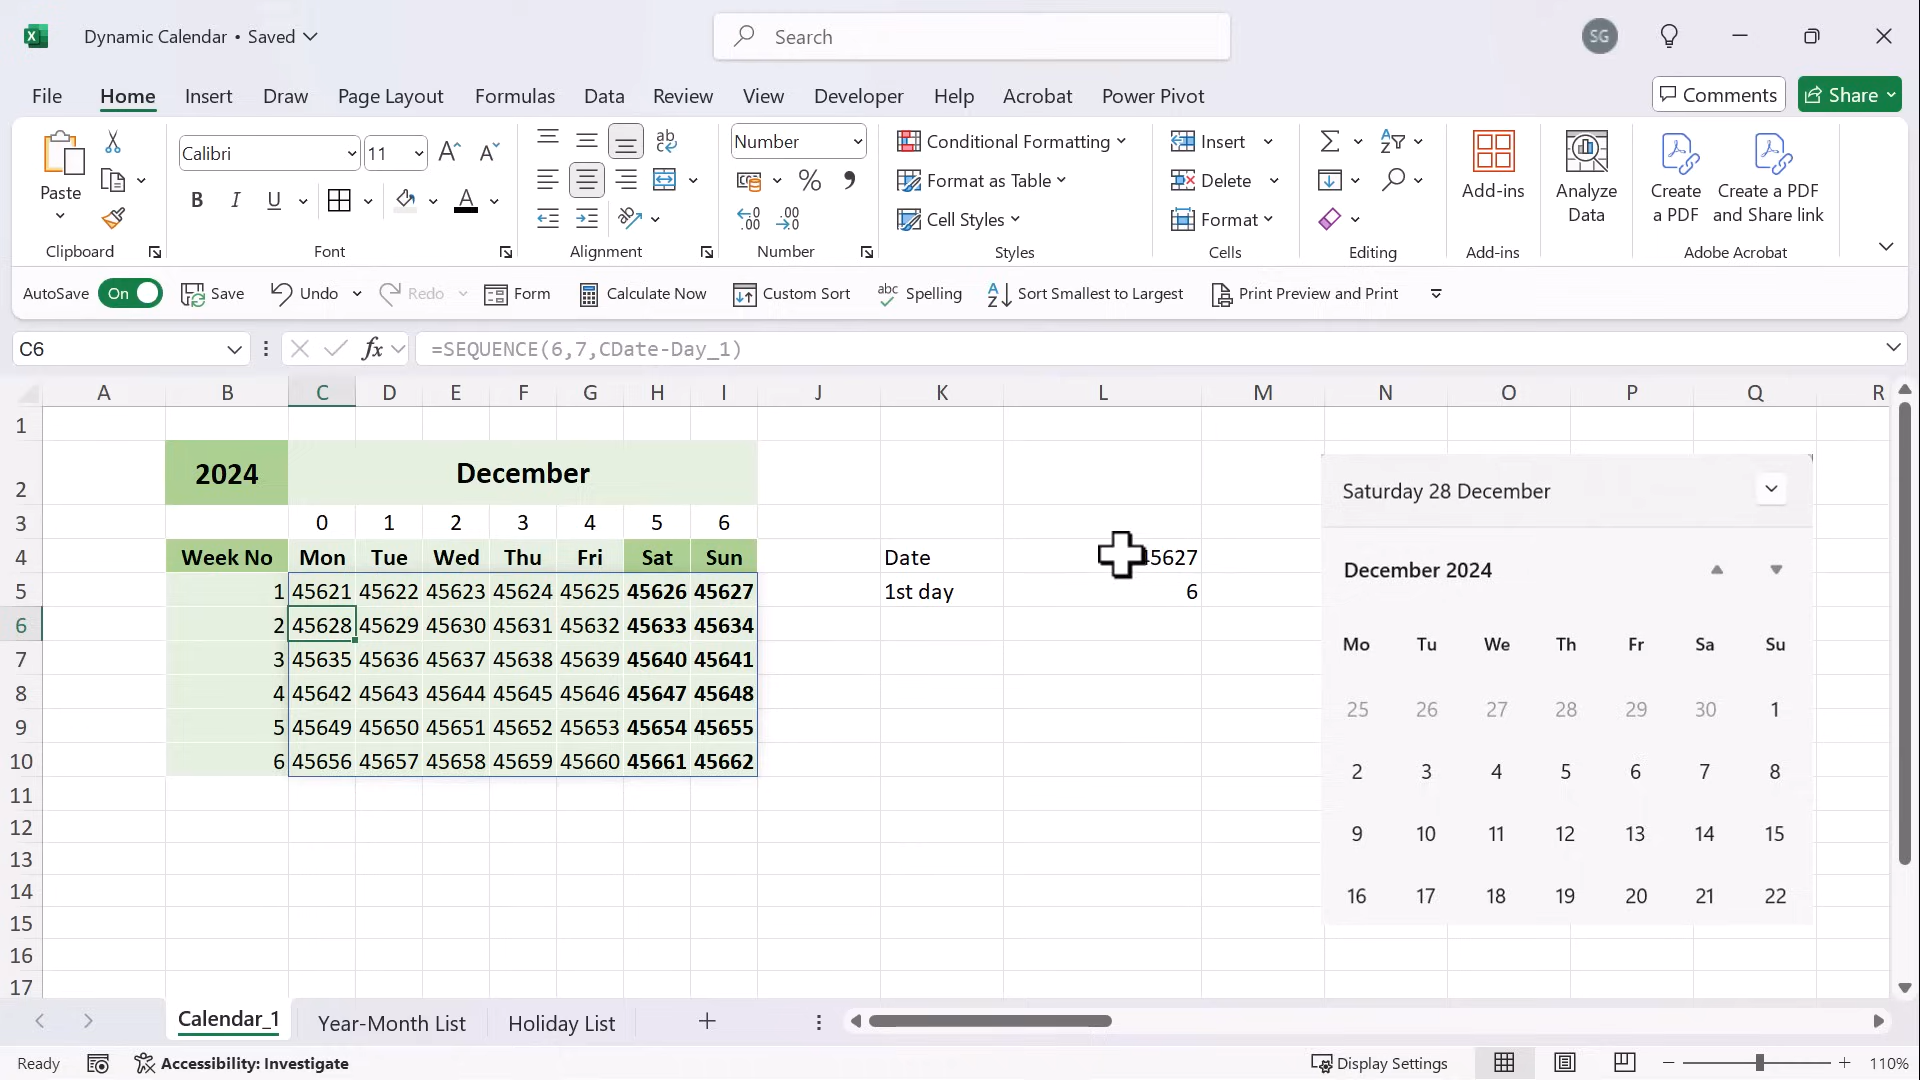 Dynamic Calendar • Saved
Search
SG
File Home Insert Draw Page Layout Formulas Data Review View Developer Help Acrobat Power Pivot
Comments Share
Paste
Clipboard
Calibri 11
B I U
Font
Alignment
Number
Number
Conditional Formatting
Format as Table
Cell Styles
Styles
Insert
Delete
Format
Cells
Editing
Add-ins
Add-ins
Analyze
Data
Create
a PDF
Create a PDF
and Share link
Adobe Acrobat
AutoSave On Save Undo Redo Form Calculate Now Custom Sort Spelling Sort Smallest to Largest Print Preview and Print
C6 fx =SEQUENCE(6,7,CDate-Day_1)
A B C D E F G H I J K L M N O P Q R
1
2 2024 December
3 0 1 2 3 4 5 6
4 Week No Mon Tue Wed Thu Fri Sat Sun Date 5627
5 1 45621 45622 45623 45624 45625 45626 45627 1st day 6
6 2 45628 45629 45630 45631 45632 45633 45634
7 3 45635 45636 45637 45638 45639 45640 45641
8 4 45642 45643 45644 45645 45646 45647 45648
9 5 45649 45650 45651 45652 45653 45654 45655
10 6 45656 45657 45658 45659 45660 45661 45662
11
12
13
14
15
16
17
Saturday 28 December
December 2024
Mo Tu We Th Fr Sa Su
25 26 27 28 29 30 1
2 3 4 5 6 7 8
9 10 11 12 13 14 15
16 17 18 19 20 21 22
Calendar_1 Year-Month List Holiday List
Ready Accessibility: Investigate Display Settings 110%